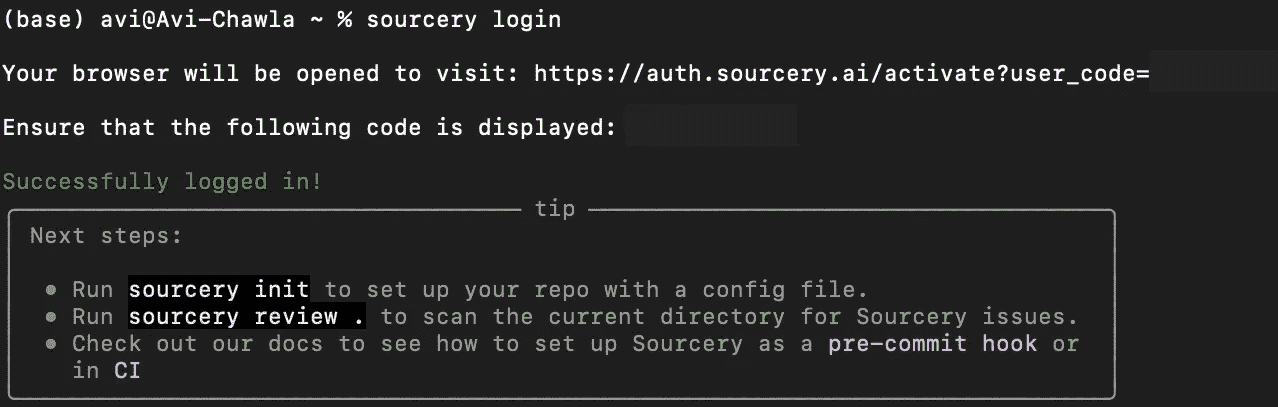 (base) avi@Avi-Chawla ~ % sourcery login
Your browser will be opened to visit: https://auth.sourcery.ai/activate?user_code=
Ensure that the following code is displayed:
Successfully logged in!
tip
Next steps:
• Run sourcery init to set up your repo with a config file.
• Run sourcery review . to scan the current directory for Sourcery issues.
• Check out our docs to see how to set up Sourcery as a pre-commit hook or
in CI